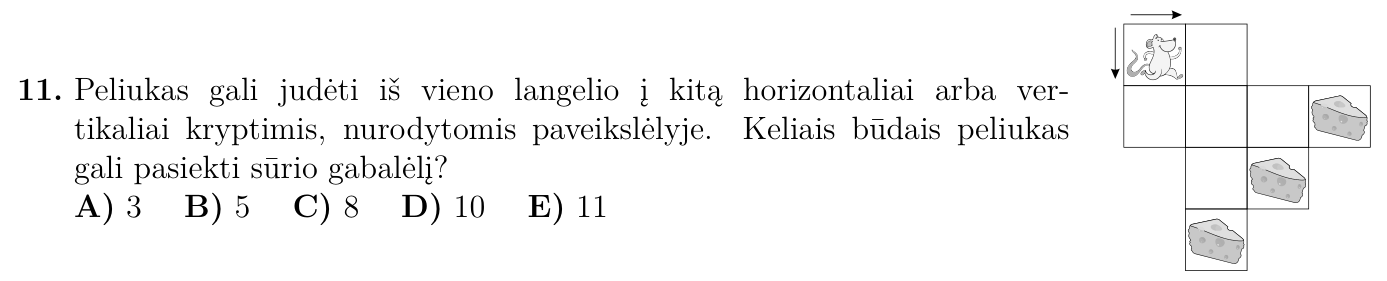 11. Peliukas gali judėti iš vieno langelio į kitą horizontaliai arba ver-
tikaliai kryptimis, nurodytomis paveikslėlyje. Keliais būdais peliukas
gali pasiekti sūrio gabalėlį?
A) 3 B) 5 C) 8 D) 10 E) 11